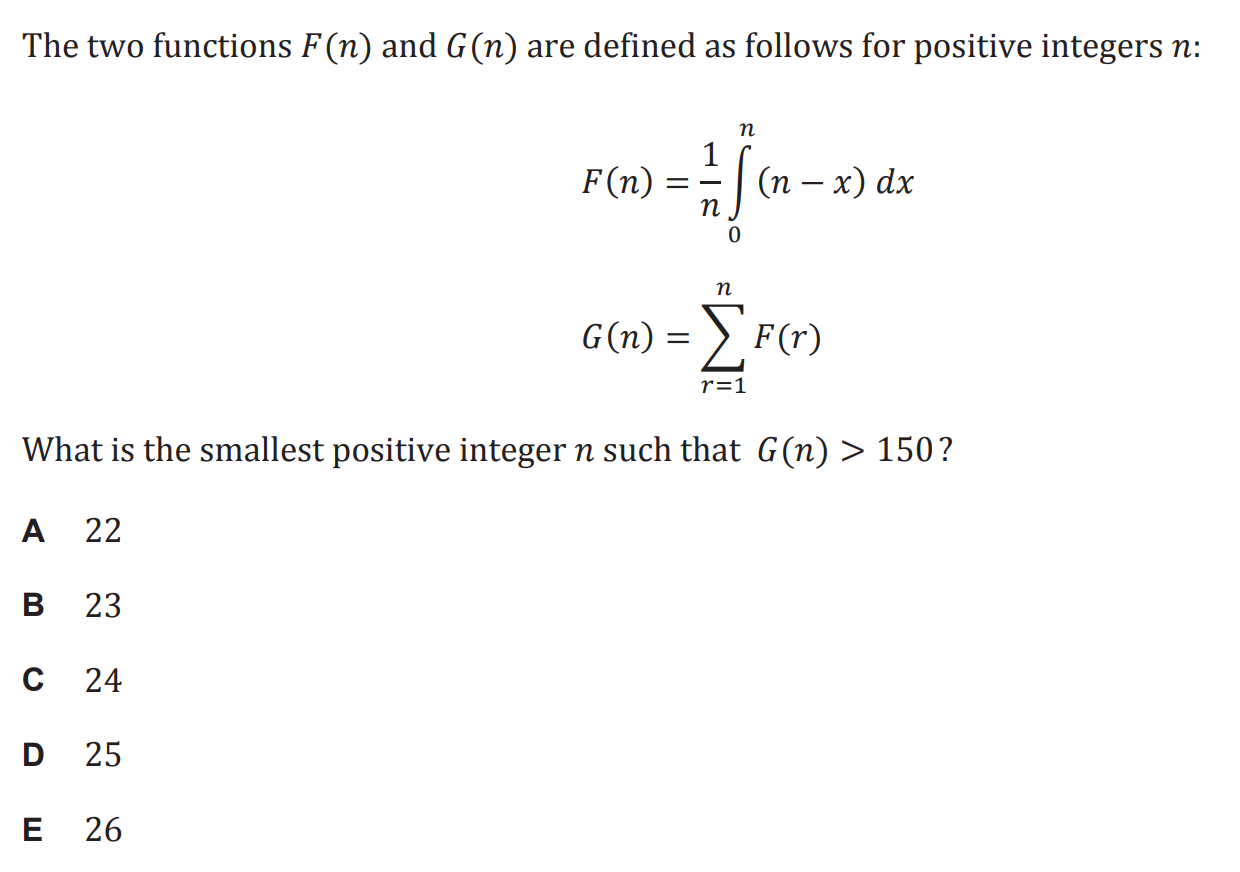 The two functions F(n) and G(n) are defined as follows for positive integers n:
F(n) = \frac{1}{n} \int_{0}^{n} (n − x) dx
G(n) = \sum_{r=1}^{n} F(r)
What is the smallest positive integer n such that G(n) > 150?
A 22
B 23
C 24
D 25
E 26